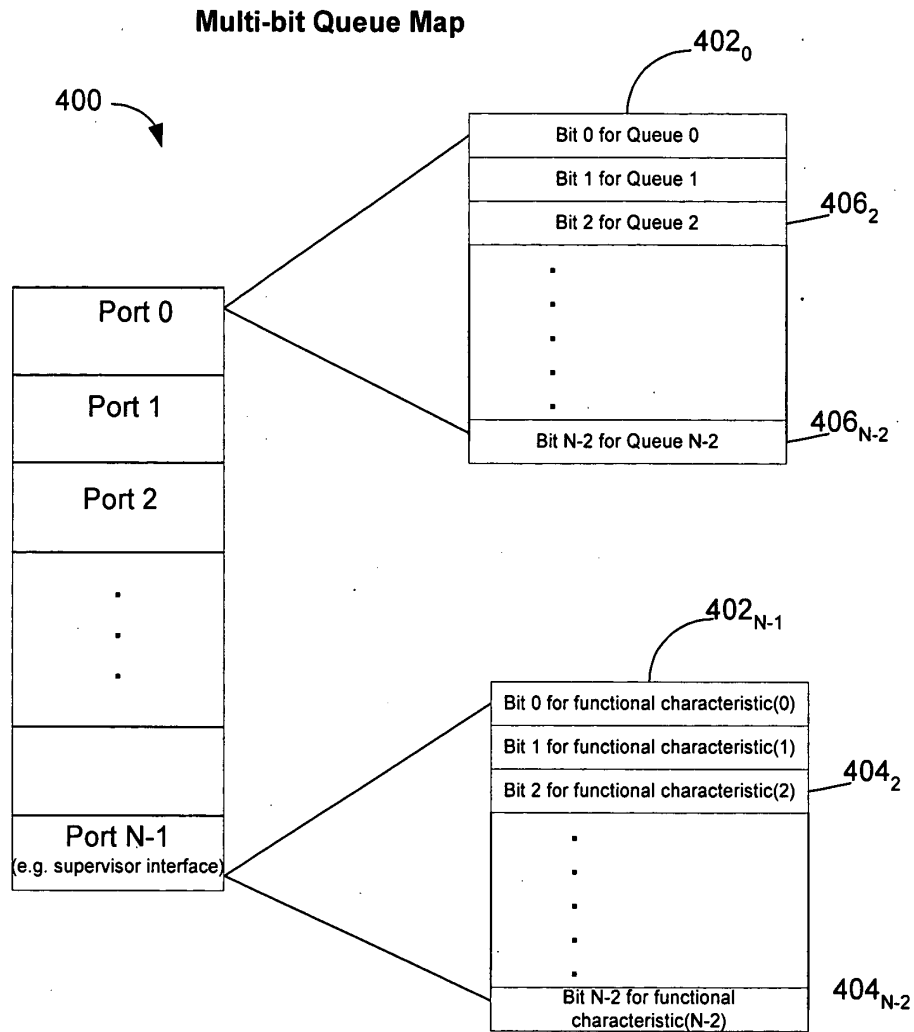 Multi-bit Queue Map
400
402₀
Bit 0 for Queue 0
Bit 1 for Queue 1
Bit 2 for Queue 2
406₂
Bit N-2 for Queue N-2
406N-2
Port 0
Port 1
Port 2
Port N-1
(e.g. supervisor interface)
402N-1
Bit 0 for functional characteristic(0)
Bit 1 for functional characteristic(1)
Bit 2 for functional characteristic(2)
404₂
Bit N-2 for functional
characteristic(N-2)
404N-2